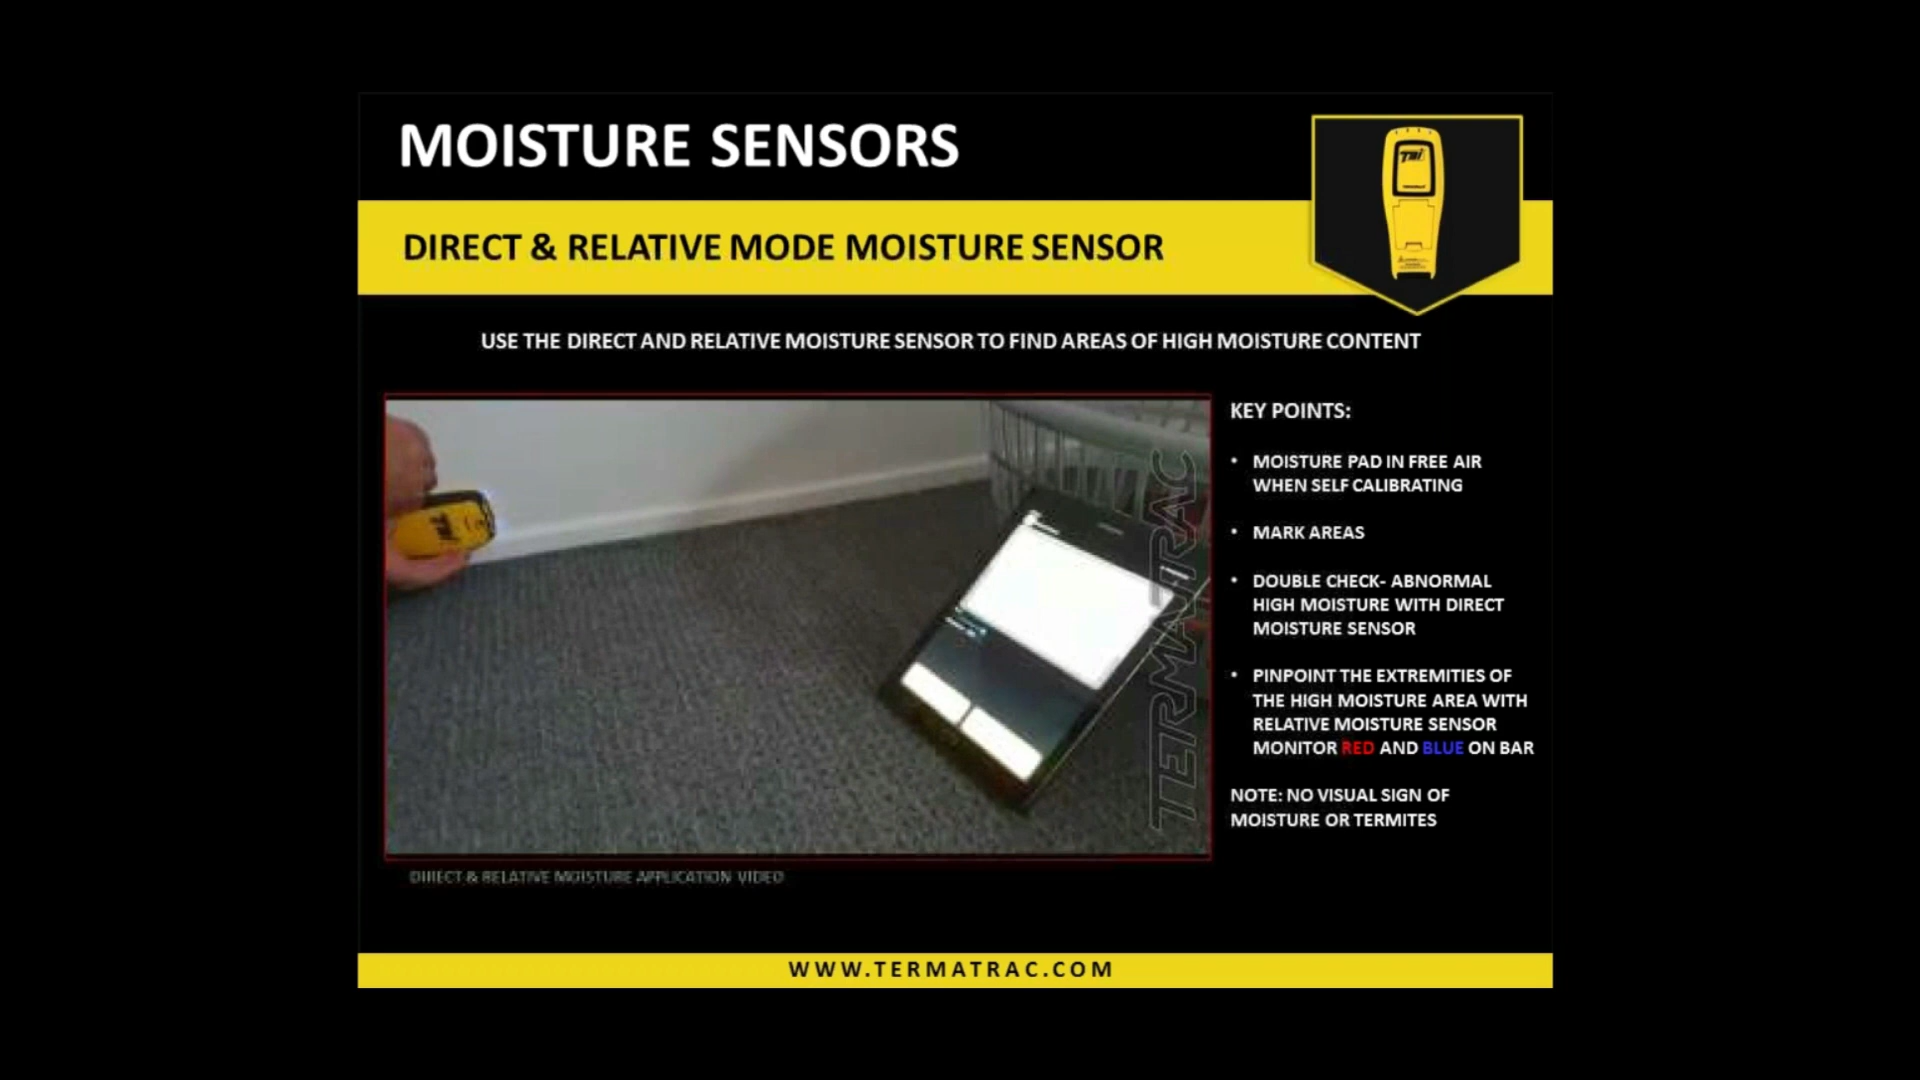 MOISTURE SENSORS
DIRECT & RELATIVE MODE MOISTURE SENSOR
USE THE DIRECT AND RELATIVE MOISTURE SENSOR TO FIND AREAS OF HIGH MOISTURE CONTENT
TERMATRAC
KEY POINTS:
• MOISTURE PAD IN FREE AIR
WHEN SELF CALIBRATING
• MARK AREAS
• DOUBLE CHECK- ABNORMAL
HIGH MOISTURE WITH DIRECT
MOISTURE SENSOR
• PINPOINT THE EXTREMITIES OF
THE HIGH MOISTURE AREA WITH
RELATIVE MOISTURE SENSOR
MONITOR RED AND BLUE ON BAR
NOTE: NO VISUAL SIGN OF
MOISTURE OR TERMITES
DIRECT & RELATIVE MOISTURE APPLICATION VIDEO
WWW.TERMATRAC.COM